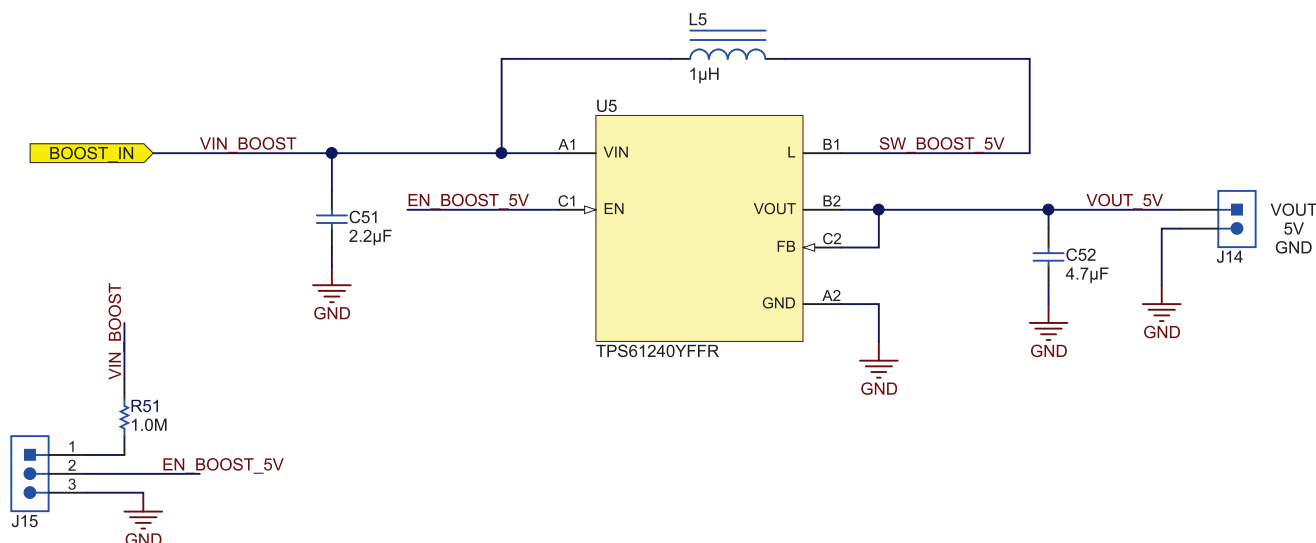 L5
1µH
U5
BOOST_IN
VIN_BOOST
A1
VIN
L
B1
SW_BOOST_5V
EN_BOOST_5V
C1
EN
VOUT
B2
VOUT_5V
VOUT
5V
GND
J14
C51
2.2µF
FB
C2
C52
4.7µF
GND
A2
GND
GND
GND
GND
TPS61240YFFR
VIN_BOOST
R51
1.0M
1
2
EN_BOOST_5V
3
J15
GND